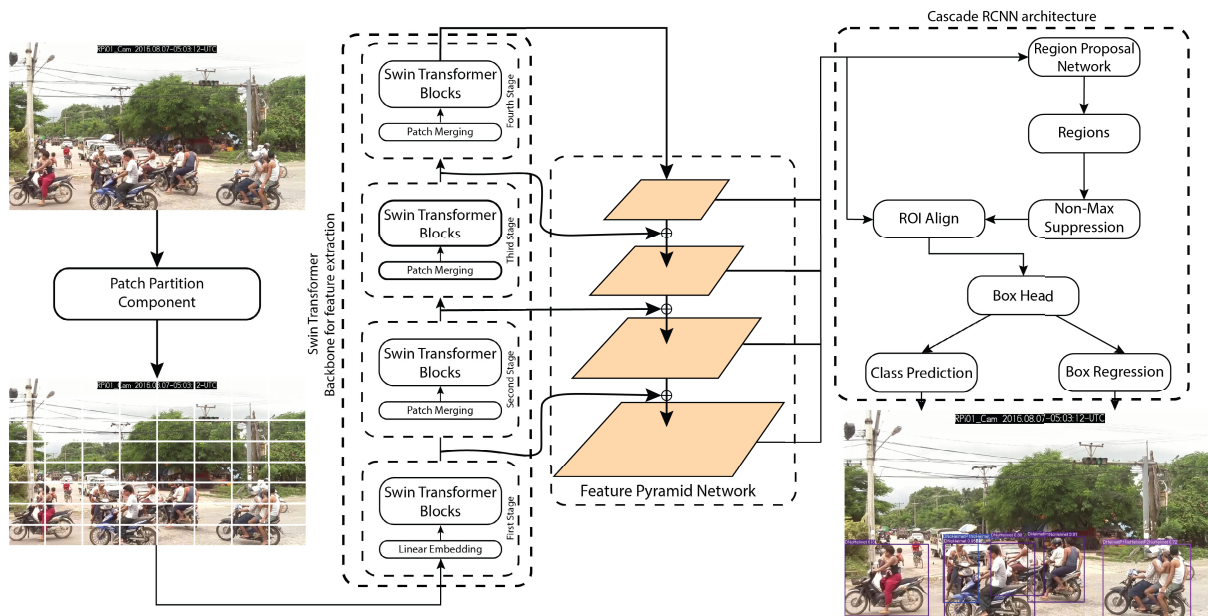 RPi01_Cam 2016.08.07-05:03:12-UTC
Patch Partition
Component
RPi01_Cam 2016.08.07-05:03:12-UTC
Swin Transformer
Backbone for feature extraction
Swin Transformer
Blocks
Patch Merging
Fourth Stage
Swin Transformer
Blocks
Patch Merging
Third Stage
Swin Transformer
Blocks
Patch Merging
Second Stage
Swin Transformer
Blocks
Linear Embedding
First Stage
Feature Pyramid Network
Cascade RCNN architecture
Region Proposal
Network
Regions
Non-Max
Suppression
ROI Align
Box Head
Class Prediction
Box Regression
RPi01_Cam 2016.08.07-05:03:12-UTC